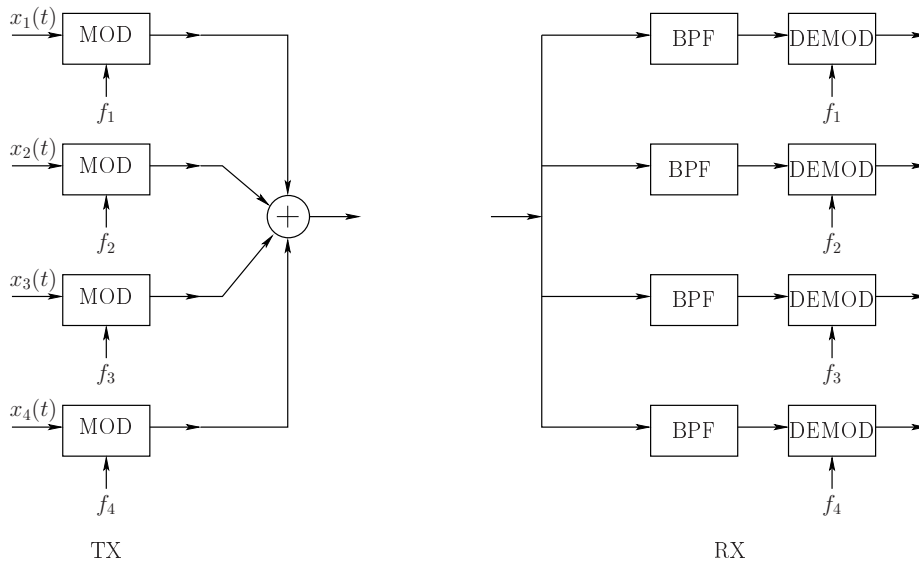 x₁(t)
MOD
f₁
x₂(t)
MOD
f₂
x₃(t)
MOD
f₃
x₄(t)
MOD
f₄
+
TX
BPF
DEMOD
f₁
BPF
DEMOD
f₂
BPF
DEMOD
f₃
BPF
DEMOD
f₄
RX